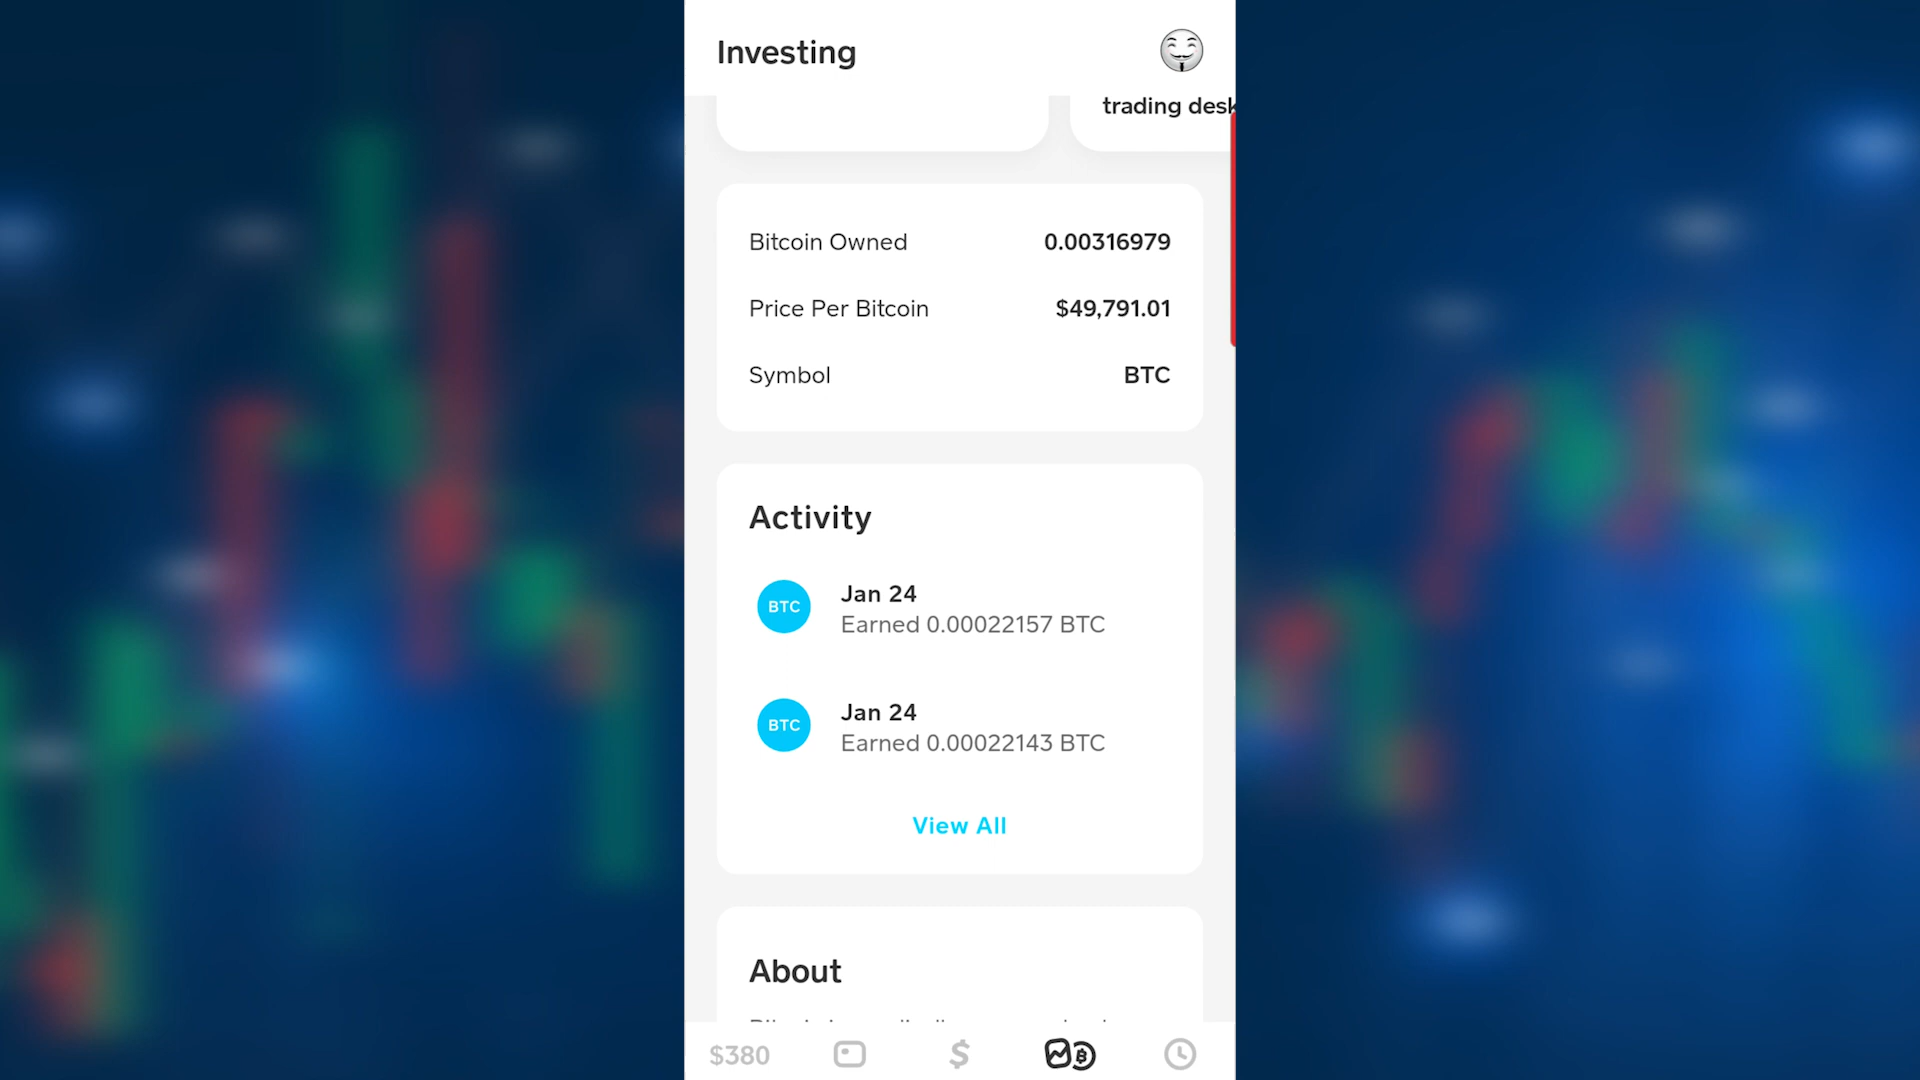 Investing
trading desk
Bitcoin Owned 0.00316979
Price Per Bitcoin $49,791.01
Symbol BTC
Activity
BTC Jan 24
Earned 0.00022157 BTC
BTC Jan 24
Earned 0.00022143 BTC
View All
About
$380